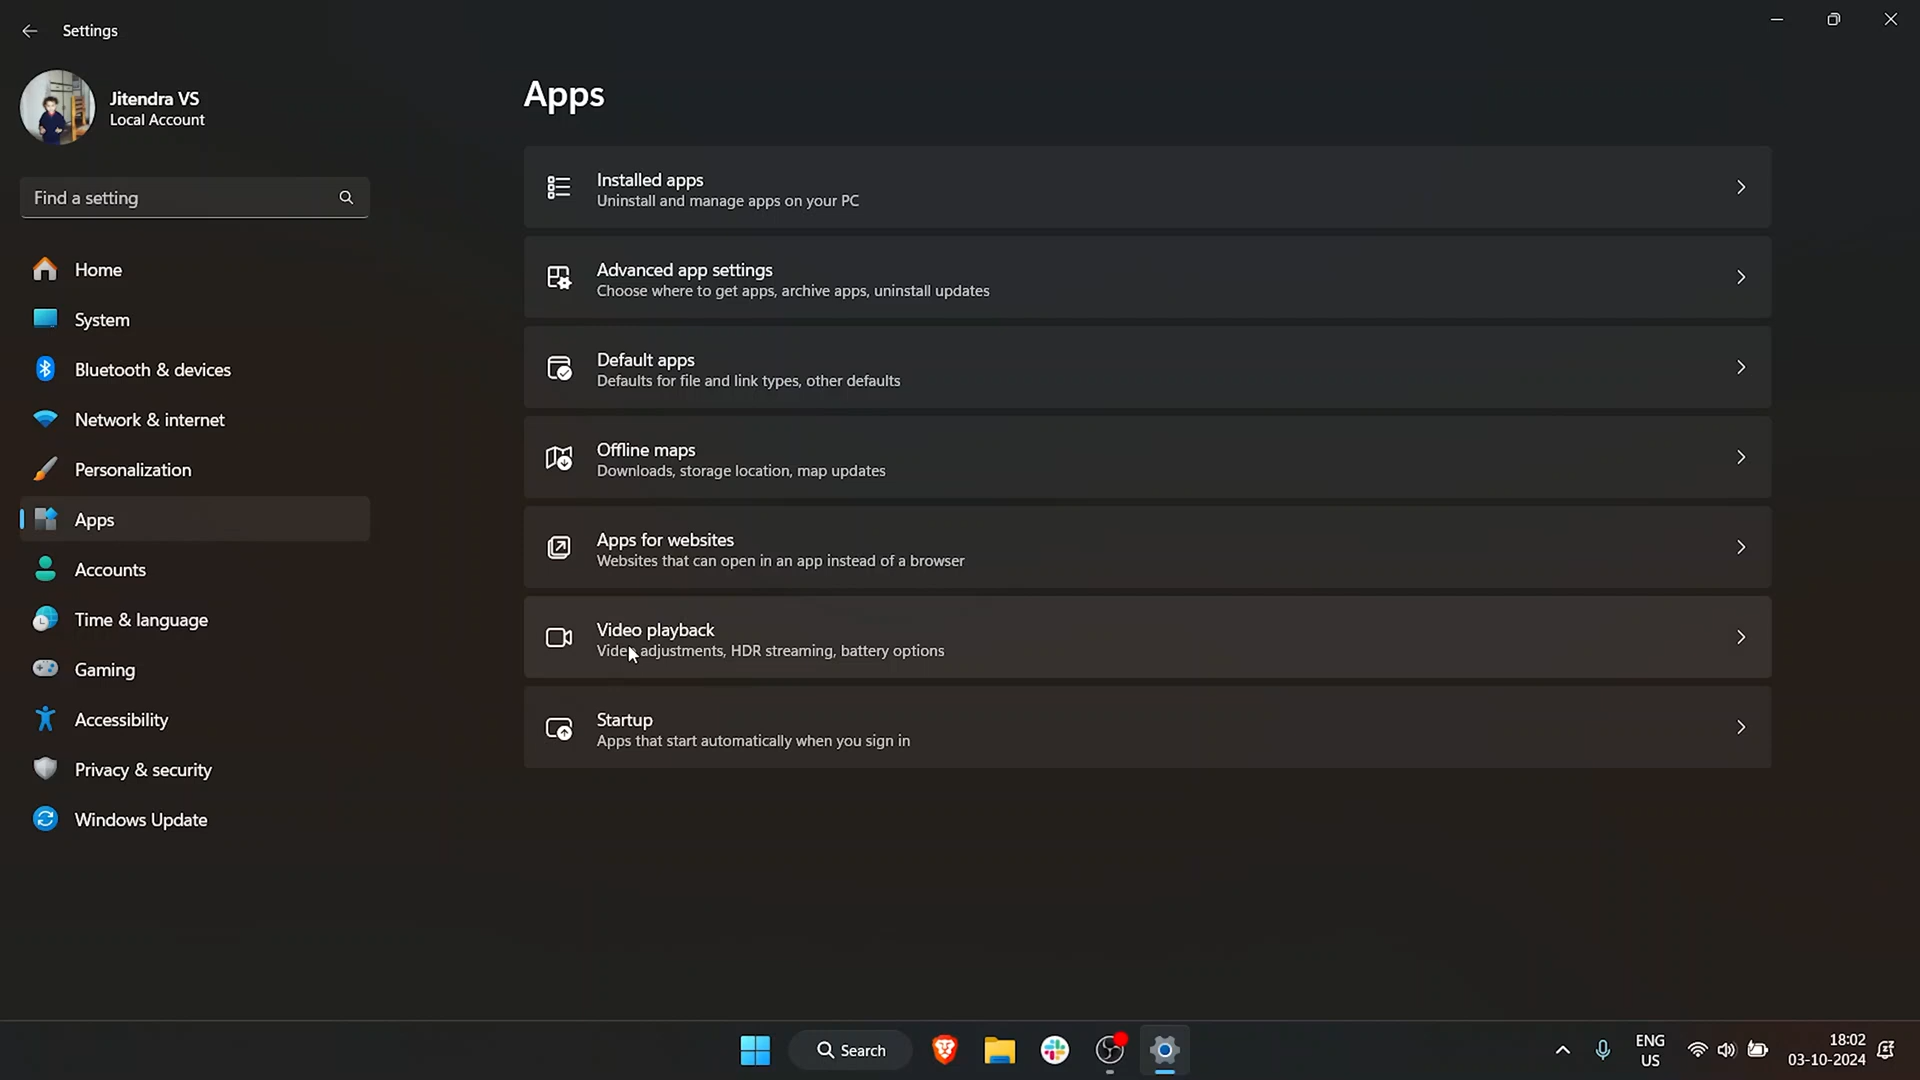 Settings
Jitendra VS
Local Account
Find a setting
Home
System
Bluetooth & devices
Network & internet
Personalization
Apps
Accounts
Time & language
Gaming
Accessibility
Privacy & security
Windows Update
Apps
Installed apps
Uninstall and manage apps on your PC
Advanced app settings
Choose where to get apps, archive apps, uninstall updates
Default apps
Defaults for file and link types, other defaults
Offline maps
Downloads, storage location, map updates
Apps for websites
Websites that can open in an app instead of a browser
Video playback
Video adjustments, HDR streaming, battery options
Startup
Apps that start automatically when you sign in
Search
ENG
US
18:02
03-10-2024